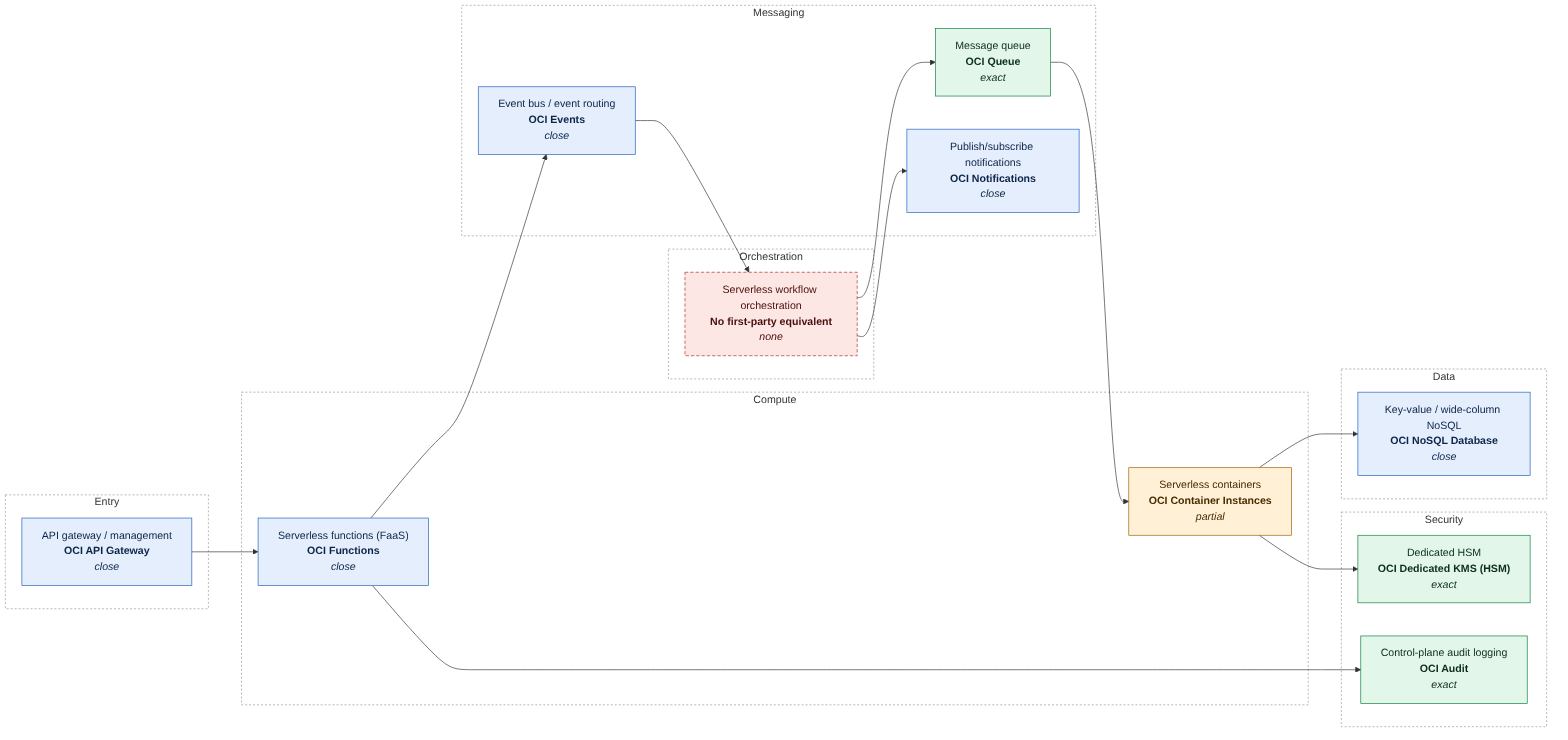 Messaging
Message queue
OCI Queue
exact
Event bus / event routing
OCI Events
close
Publish/subscribe
notifications
OCI Notifications
close
Orchestration
Serverless workflow
orchestration
No first-party equivalent
none
Compute
Serverless functions (FaaS)
OCI Functions
close
Serverless containers
OCI Container Instances
partial
Entry
API gateway / management
OCI API Gateway
close
Data
Key-value / wide-column
NoSQL
OCI NoSQL Database
close
Security
Dedicated HSM
OCI Dedicated KMS (HSM)
exact
Control-plane audit logging
OCI Audit
exact